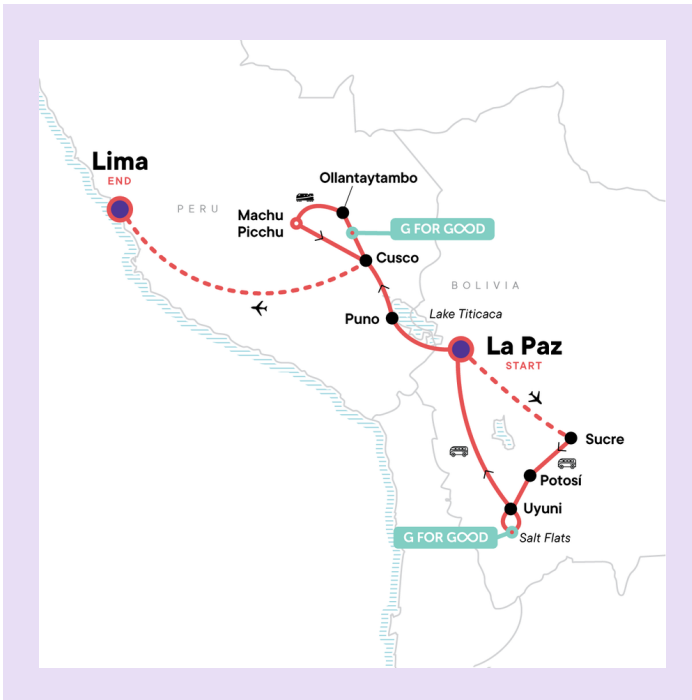 Lima
END
PERU
Ollantaytambo
Machu
Picchu
G FOR GOOD
Cusco
BOLIVIA
Puno
Lake Titicaca
La Paz
START
Sucre
Potosí
Uyuni
G FOR GOOD
Salt Flats